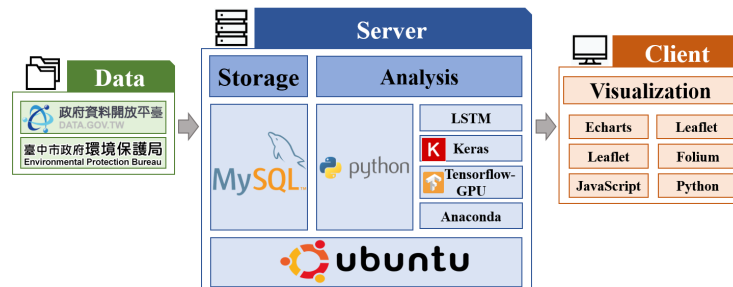 Data
政府資料開放平臺
DATA.GOV.TW
臺中市政府環境保護局
Environmental Protection Bureau
Server
Storage
Analysis
MySQL
TM
python
LSTM
K Keras
Tensorflow-
GPU
Anaconda
ubuntu
Client
Visualization
Echarts
Leaflet
Leaflet
Folium
JavaScript
Python